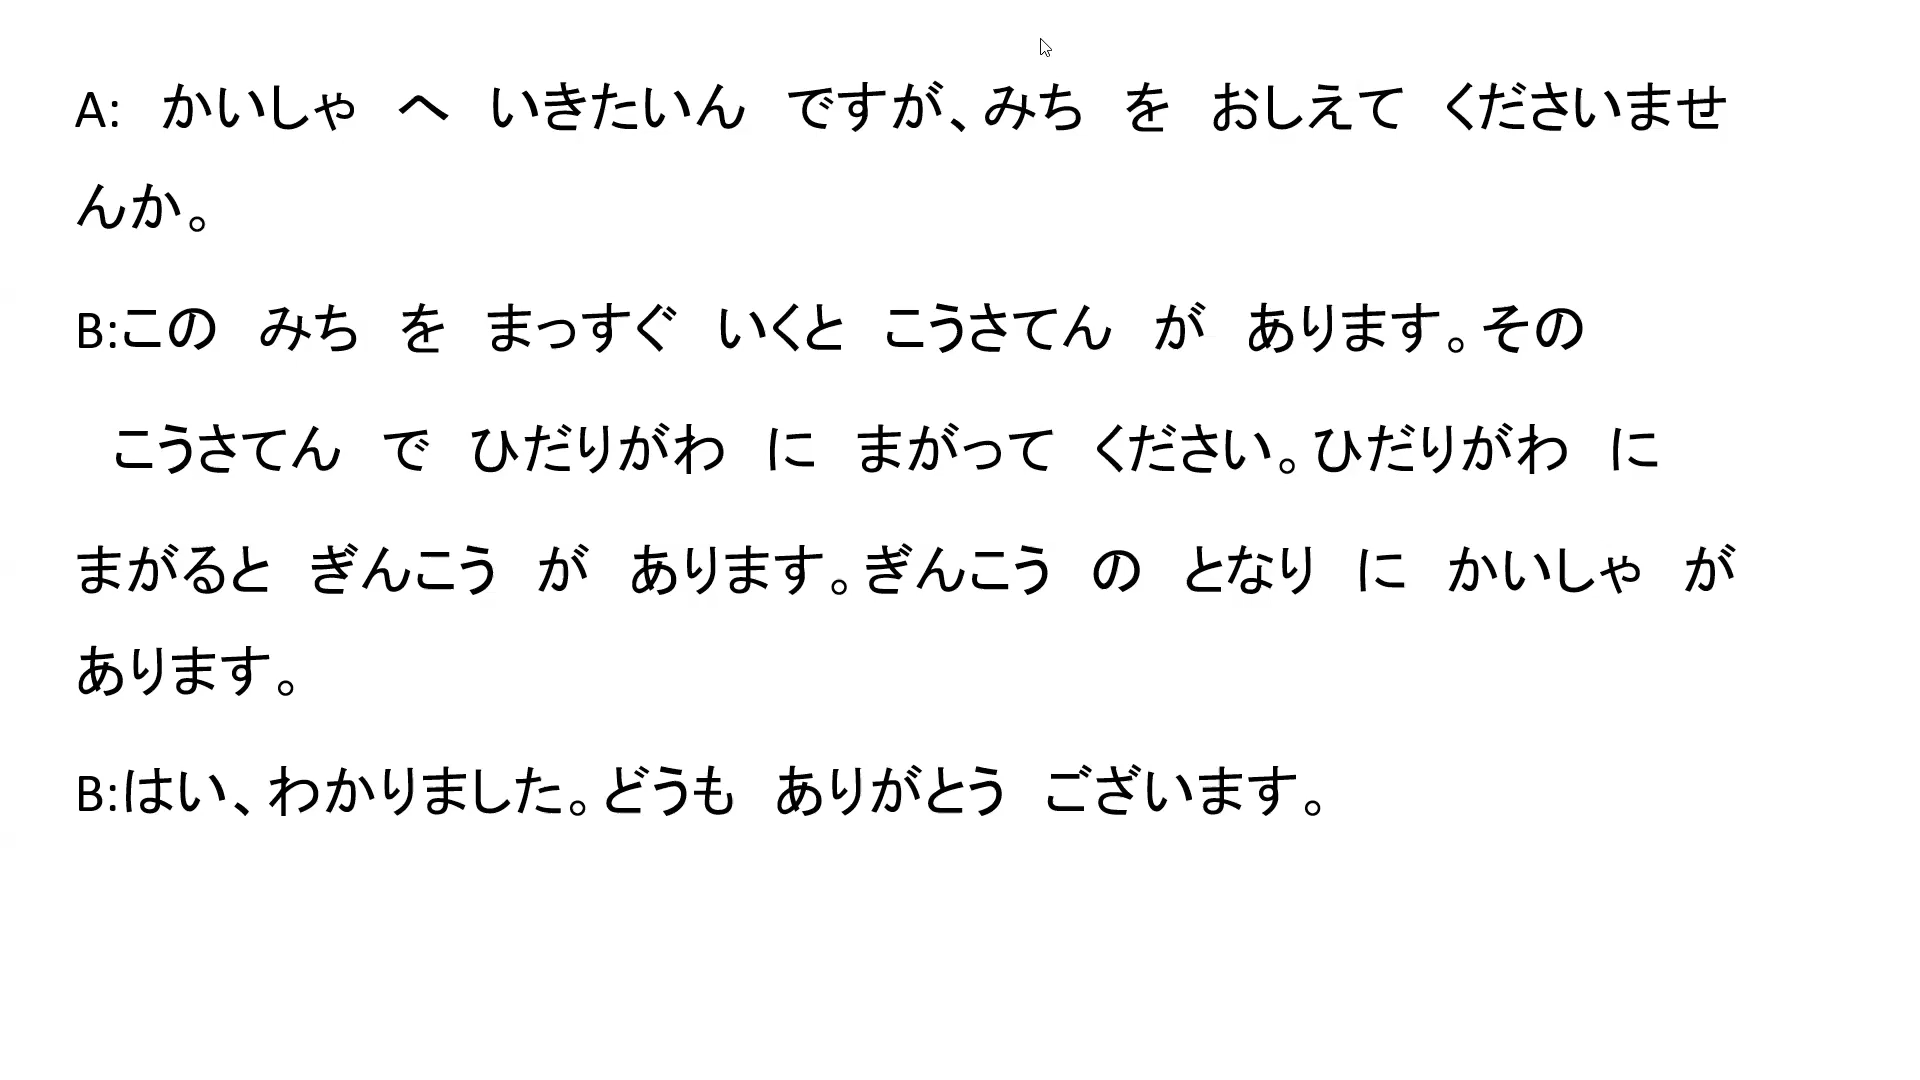 A:　かいしゃ　へ　いきたいん　ですが、みち　を　おしえて　くださいませ
んか。
B:この　みち　を　まっすぐ　いくと　こうさてん　が　あります。その
　こうさてん　で　ひだりがわ　に　まがって　ください。ひだりがわ　に
まがると　ぎんこう　が　あります。ぎんこう　の　となり　に　かいしゃ　が
あります。
B:はい、わかりました。どうも　ありがとう　ございます。